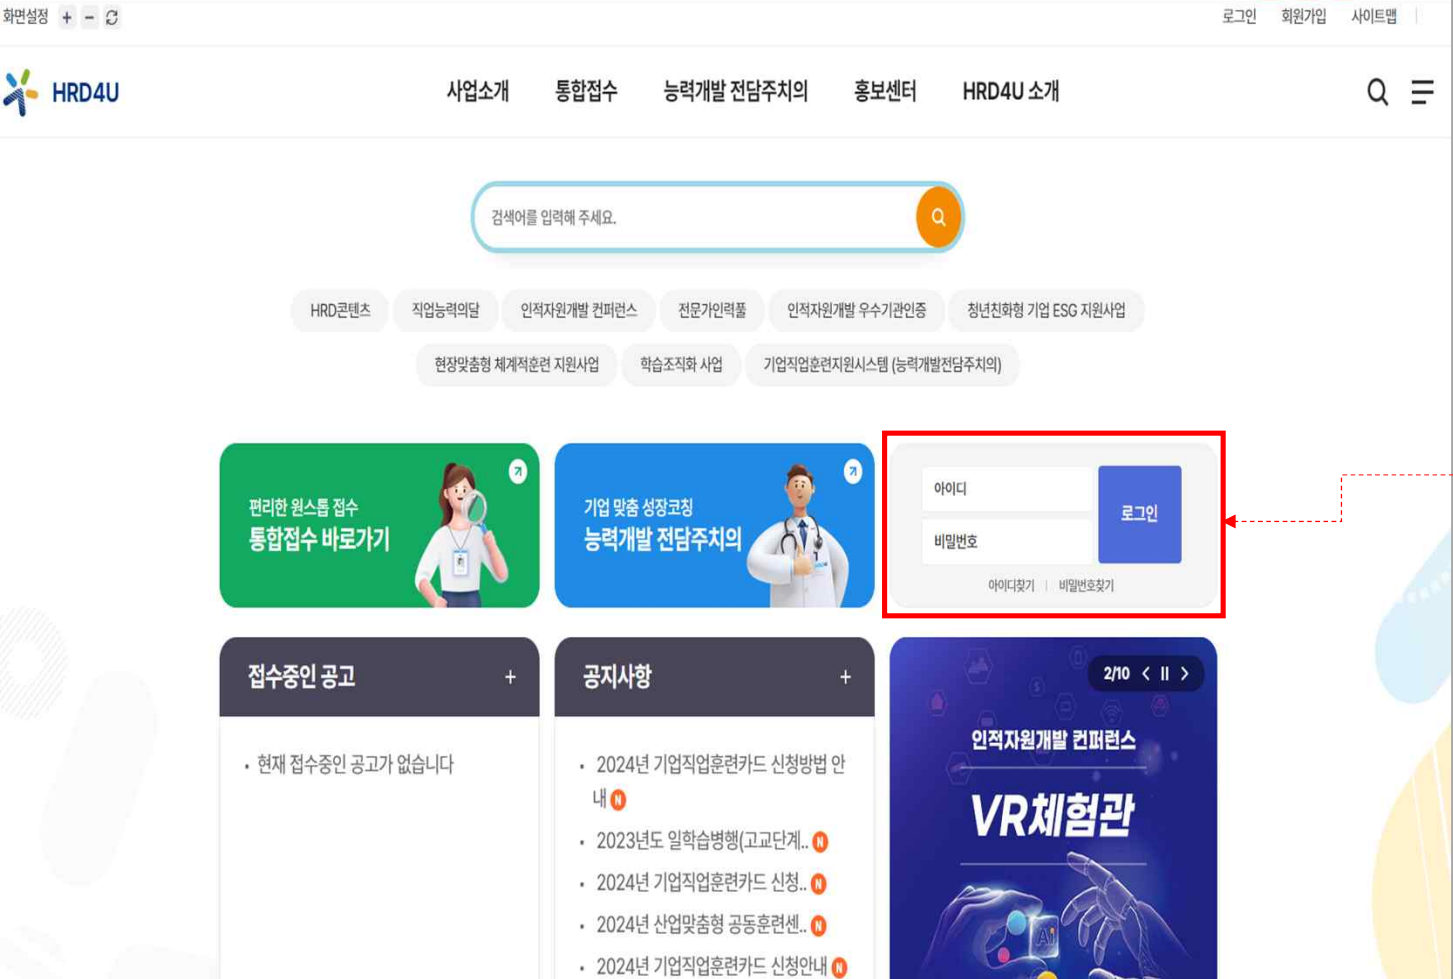 화면설정 + -
로그인 회원가입 사이트맵
HRD4U
사업소개 통합접수 능력개발 전담주치의 홍보센터 HRD4U 소개
검색어를 입력해 주세요.
HRD콘텐츠 직업능력의달 인적자원개발 컨퍼런스 전문가인력풀 인적자원개발 우수기관인증 청년친화형 기업 ESG 지원사업
현장맞춤형 체계적훈련 지원사업 학습조직화 사업 기업직업훈련지원시스템 (능력개발전담주치의)
편리한 원스톱 접수
통합접수 바로가기
기업 맞춤 성장코칭
능력개발 전담주치의
아이디
비밀번호
로그인
아이디찾기 | 비밀번호찾기
접수중인 공고 +
• 현재 접수중인 공고가 없습니다
공지사항 +
• 2024년 기업직업훈련카드 신청방법 안
내 N
• 2023년도 일학습병행(고교단계.. N
• 2024년 기업직업훈련카드 신청.. N
• 2024년 산업맞춤형 공동훈련센.. N
• 2024년 기업직업훈련카드 신청안내 N
2/10
인적자원개발 컨퍼런스
VR체험관
Ai